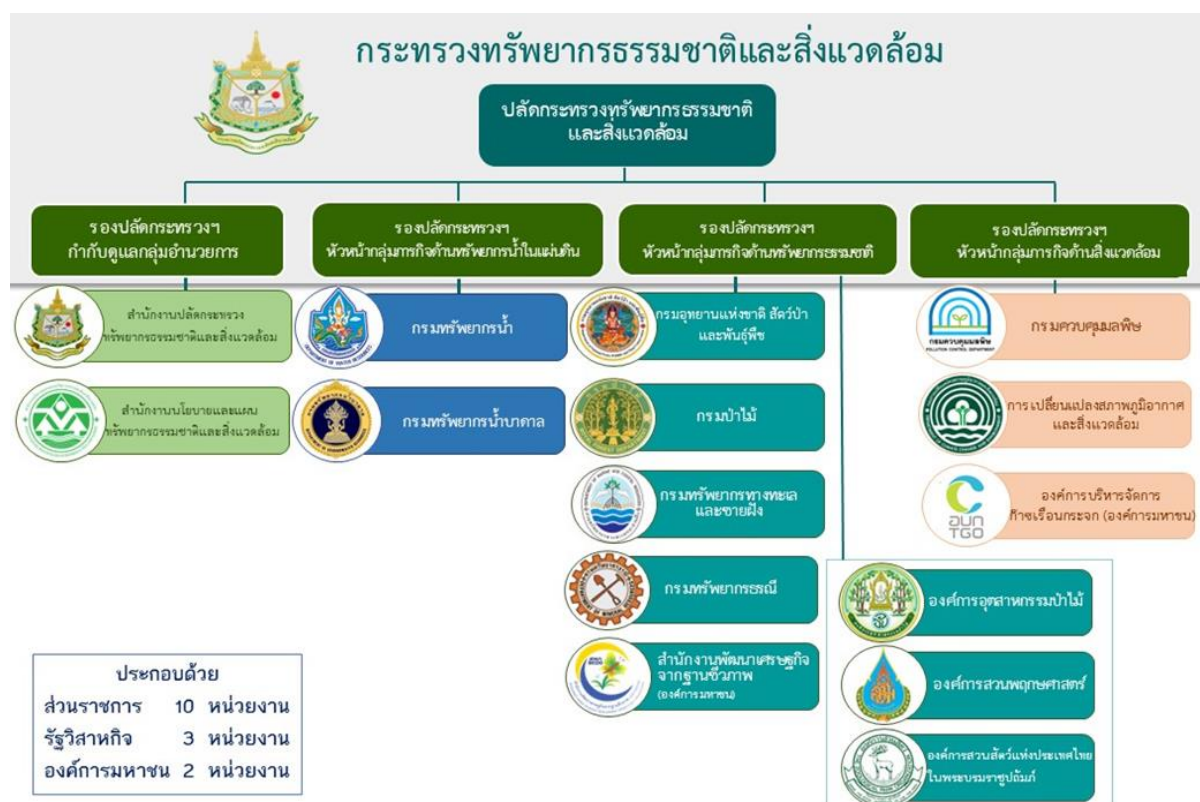 กระทรวงทรัพยากรธรรมชาติและสิ่งแวดล้อม
ปลัดกระทรวงทรัพยากรธรรมชาติ
และสิ่งแวดล้อม
รองปลัดกระทรวงฯ
กำกับดูแลกลุ่มอำนวยการ
รองปลัดกระทรวงฯ
หัวหน้ากลุ่มภารกิจด้านทรัพยากรน้ำในแผ่นดิน
รองปลัดกระทรวงฯ
หัวหน้ากลุ่มภารกิจด้านทรัพยากรธรรมชาติ
รองปลัดกระทรวงฯ
หัวหน้ากลุ่มภารกิจด้านสิ่งแวดล้อม
สำนักงานปลัดกระทรวง
ทรัพยากรธรรมชาติและสิ่งแวดล้อม
สำนักงานนโยบายและแผน
ทรัพยากรธรรมชาติและสิ่งแวดล้อม
กรมทรัพยากรน้ำ
กรมทรัพยากรน้ำบาดาล
กรมอุทยานแห่งชาติ สัตว์ป่า
และพันธุ์พืช
กรมป่าไม้
กรมทรัพยากรทางทะเล
และชายฝั่ง
กรมทรัพยากรธรณี
สำนักงานพัฒนาเศรษฐกิจ
จากฐานชีวภาพ
(องค์การมหาชน)
องค์การอุตสาหกรรมป่าไม้
องค์การสวนพฤกษศาสตร์
องค์การสวนสัตว์แห่งประเทศไทย
ในพระบรมราชูปถัมภ์
กรมควบคุมมลพิษ
POLLUTION CONTROL DEPARTMENT
กรมควบคุมมลพิษ
การเปลี่ยนแปลงสภาพภูมิอากาศ
และสิ่งแวดล้อม
อบก
TGO
องค์การบริหารจัดการ
ก๊าซเรือนกระจก (องค์การมหาชน)
ประกอบด้วย
ส่วนราชการ 10 หน่วยงาน
รัฐวิสาหกิจ 3 หน่วยงาน
องค์การมหาชน 2 หน่วยงาน